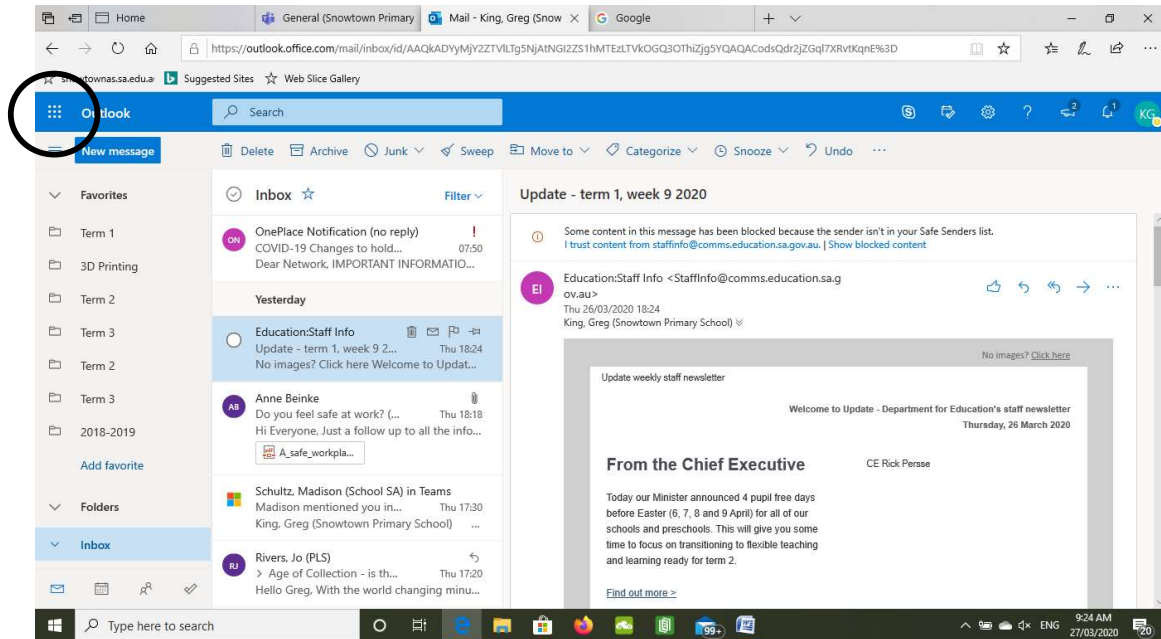 Home
General (Snowtown Primary
Mail - King, Greg (Snow
Google
https://outlook.office.com/mail/inbox/id/AAQkADYyMjY2ZTVlLTg5NjAtNGI2ZS1hMTEzLTVkOGQ3OThiZjg5YQAQACodsQdr2jZGql7XRvtKqnE%3D
snowtownas.sa.edu.a
Suggested Sites
Web Slice Gallery
Outlook
Search
2
1
KG
New message
Delete Archive Junk Sweep Move to Categorize Snooze Undo
Favorites
Term 1
3D Printing
Term 2
Term 3
Term 2
Term 3
2018-2019
Add favorite
Folders
Inbox
Inbox
Filter
ON
OnePlace Notification (no reply) !
COVID-19 Changes to hold... 07:50
Dear Network, IMPORTANT INFORMATIO...
Yesterday
Education:Staff Info
Update - term 1, week 9 2... Thu 18:24
No images? Click here Welcome to Updat...
AB
Anne Beinke
Do you feel safe at work? (... Thu 18:18
Hi Everyone, Just a follow up to all the info...
A_safe_workpla...
Schultz, Madison (School SA) in Teams
Madison mentioned you in... Thu 17:30
King, Greg (Snowtown Primary School) ...
RJ
Rivers, Jo (PLS)
> Age of Collection - is th... Thu 17:20
Hello Greg, With the world changing minu...
Update - term 1, week 9 2020
Some content in this message has been blocked because the sender isn't in your Safe Senders list.
I trust content from staffinfo@comms.education.sa.gov.au. | Show blocked content
EI
Education:Staff Info <StaffInfo@comms.education.sa.g
ov.au>
Thu 26/03/2020 18:24
King, Greg (Snowtown Primary School)
No images? Click here
Update weekly staff newsletter
Welcome to Update - Department for Education's staff newsletter
Thursday, 26 March 2020
From the Chief Executive
CE Rick Persse
Today our Minister announced 4 pupil free days
before Easter (6, 7, 8 and 9 April) for all of our
schools and preschools. This will give you some
time to focus on transitioning to flexible teaching
and learning ready for term 2.
Find out more >
Type here to search
99+
ENG
9:24 AM
27/03/2020
20